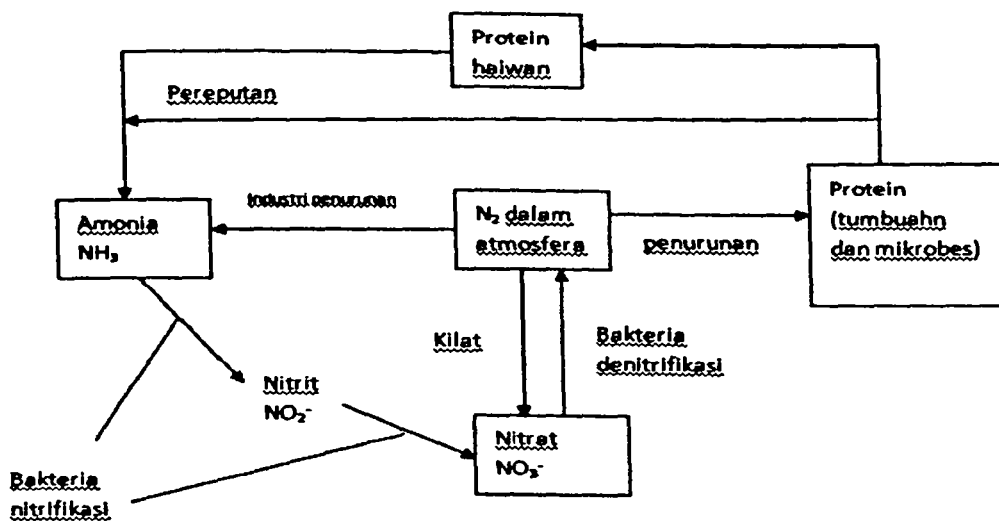 Protein
haiwan
Pereputan
Industri penurunan
Amonia
NH₃
N₂ dalam
atmosfera
penurunan
Protein
(tumbuahn
dan mikrobes)
Kilat
Bakteria
denitrifikasi
Nitrit
NO₂⁻
Nitrat
NO₃⁻
Bakteria
nitrifikasi